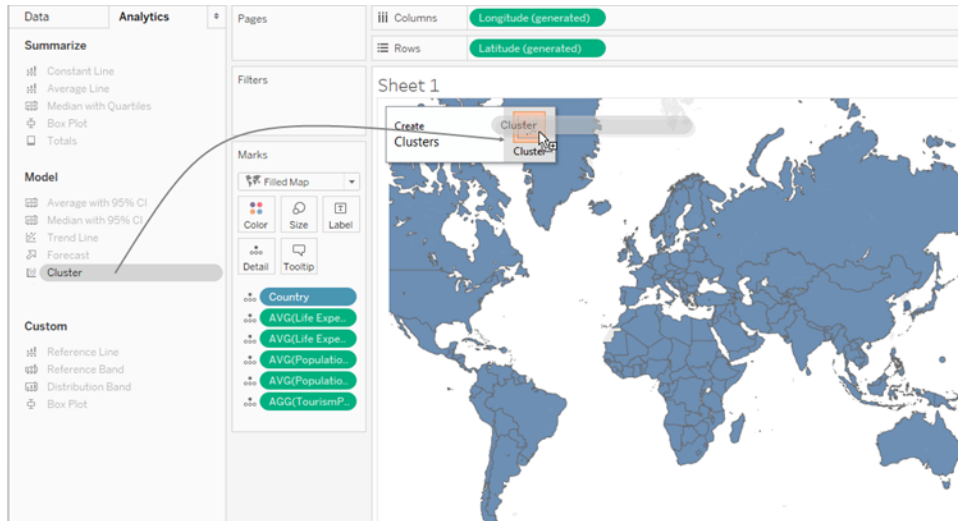 Data
Analytics
Summarize
Constant Line
Average Line
Median with Quartiles
Box Plot
Totals
Model
Average with 95% CI
Median with 95% CI
Trend Line
Forecast
Cluster
Custom
Reference Line
Reference Band
Distribution Band
Box Plot
Pages
Filters
Marks
Filled Map
Color
Size
Label
Detail
Tooltip
Country
AVG(Life Expe..
AVG(Life Expe..
AVG(Populatio..
AVG(Populatio..
AGG(TourismP..
Columns
Longitude (generated)
Rows
Latitude (generated)
Sheet 1
Create
Clusters
Cluster
Cluster